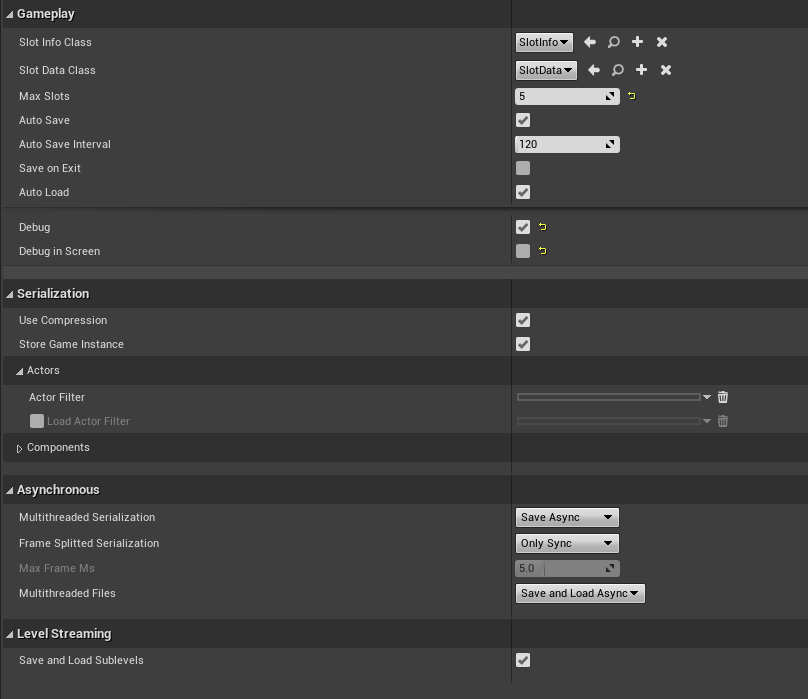 Gameplay
Slot Info Class SlotInfo
Slot Data Class SlotData
Max Slots 5
Auto Save
Auto Save Interval 120
Save on Exit
Auto Load
Debug
Debug in Screen
Serialization
Use Compression
Store Game Instance
Actors
Actor Filter
Load Actor Filter
Components
Asynchronous
Multithreaded Serialization Save Async
Frame Splitted Serialization Only Sync
Max Frame Ms 5.0
Multithreaded Files Save and Load Async
Level Streaming
Save and Load Sublevels